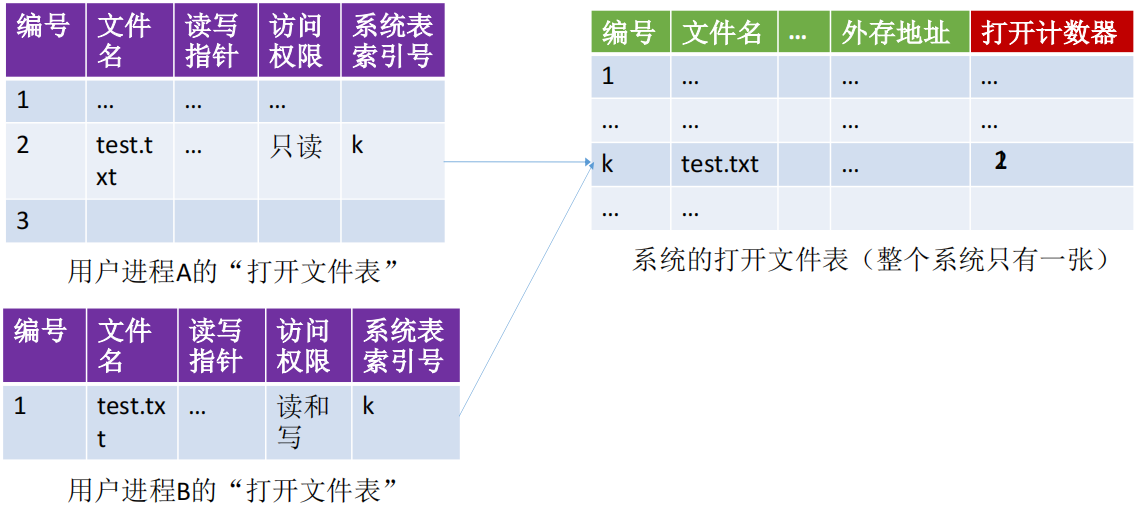 编号 文件名 读写指针 访问权限 系统表索引号
1 ... ... ...
2 test.txt ... 只读 k
3
用户进程A的“打开文件表”
编号 文件名 读写指针 访问权限 系统表索引号
1 test.txt ... 读和写 k
用户进程B的“打开文件表”
编号 文件名 ... 外存地址 打开计数器
1 ... ... ...
... ... ... ...
k test.txt ...
... ...
系统的打开文件表（整个系统只有一张）